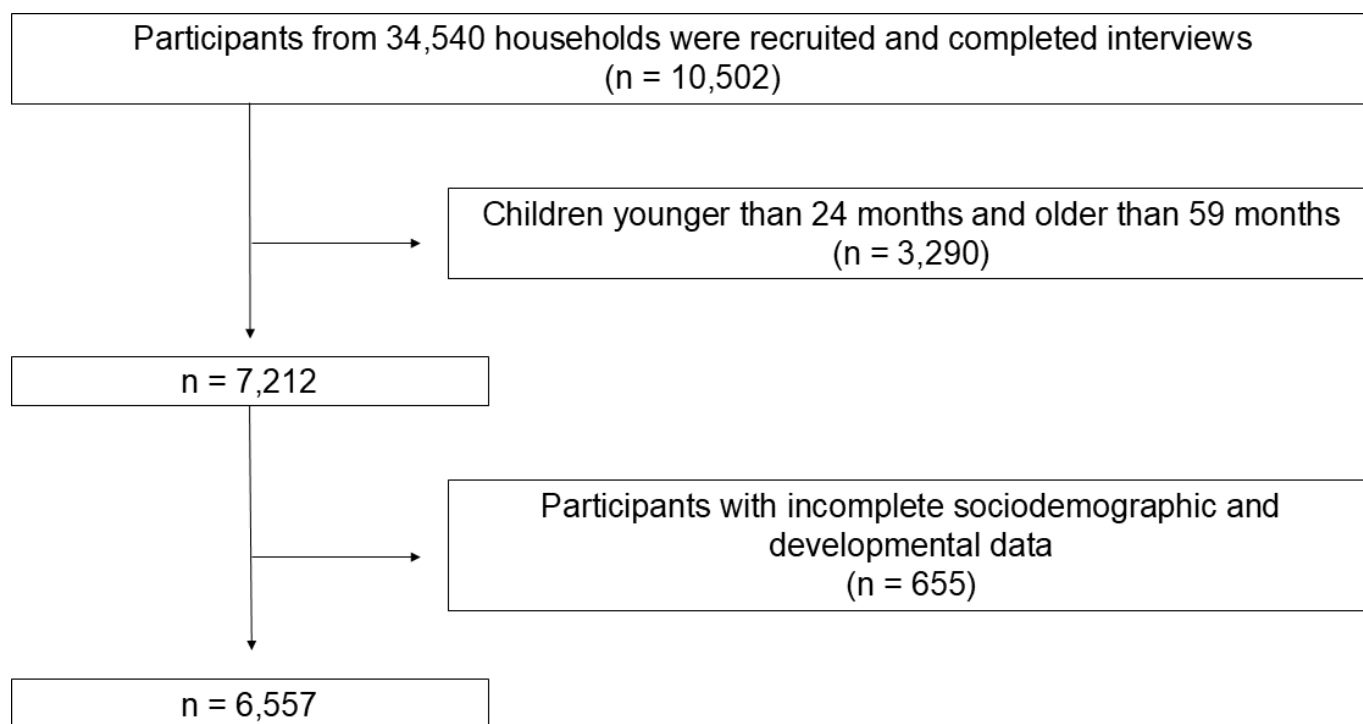 Participants from 34,540 households were recruited and completed interviews
(n = 10,502)
Children younger than 24 months and older than 59 months
(n = 3,290)
n = 7,212
Participants with incomplete sociodemographic and
developmental data
(n = 655)
n = 6,557